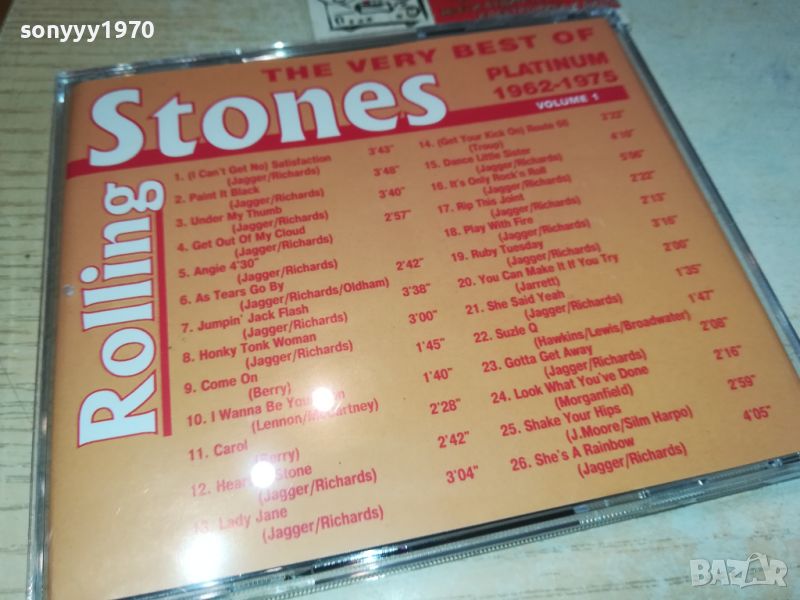 sonyyy1970
THE VERY BEST OF
Rolling
Stones
PLATINUM
1962-1975
VOLUME 1
1. (I Can't Get No) Satisfaction 3'43"
(Jagger/Richards)
2. Paint It Black 3'48"
(Jagger/Richards)
3. Under My Thumb 3'40"
(Jagger/Richards)
4. Get Out Of My Cloud 2'57"
(Jagger/Richards)
5. Angie 4'30"
(Jagger/Richards)
6. As Tears Go By 2'42"
(Jagger/Richards/Oldham)
7. Jumpin' Jack Flash 3'38"
(Jagger/Richards)
8. Honky Tonk Woman 3'00"
(Jagger/Richards)
9. Come On 1'45"
(Berry)
10. I Wanna Be Your 1'40"
(Lennon/McCartney)
11. Carol 2'28"
12. Stone 2'42"
(Jagger/Richards)
13. Lady Jane 3'04"
(Jagger/Richards)
14. (Get Your Kick On) Route 66
(Troup)
15. Dance Little Sister 4'10"
(Jagger/Richards)
16. It's Only Rock'n Roll 5'06"
(Jagger/Richards)
17. Rip This Joint 2'22"
(Jagger/Richards)
18. Play With Fire 2'13"
(Jagger/Richards)
19. Ruby Tuesday 3'16"
(Jagger/Richards)
20. You Can Make It If You Try 2'00"
(Jarrett)
21. She Said Yeah 1'35"
(Jagger/Richards)
22. Suzle Q 1'47"
(Hawkins/Lewis/Broadwater)
23. Gotta Get Away 2'08"
(Jagger/Richards)
24. Look What You've Done 2'16"
(Morganfield)
25. Shake Your Hips 2'59"
(J.Moore/Silm Harpo)
26. She's A Rainbow 4'05"
(Jagger/Richards)
BAZAR